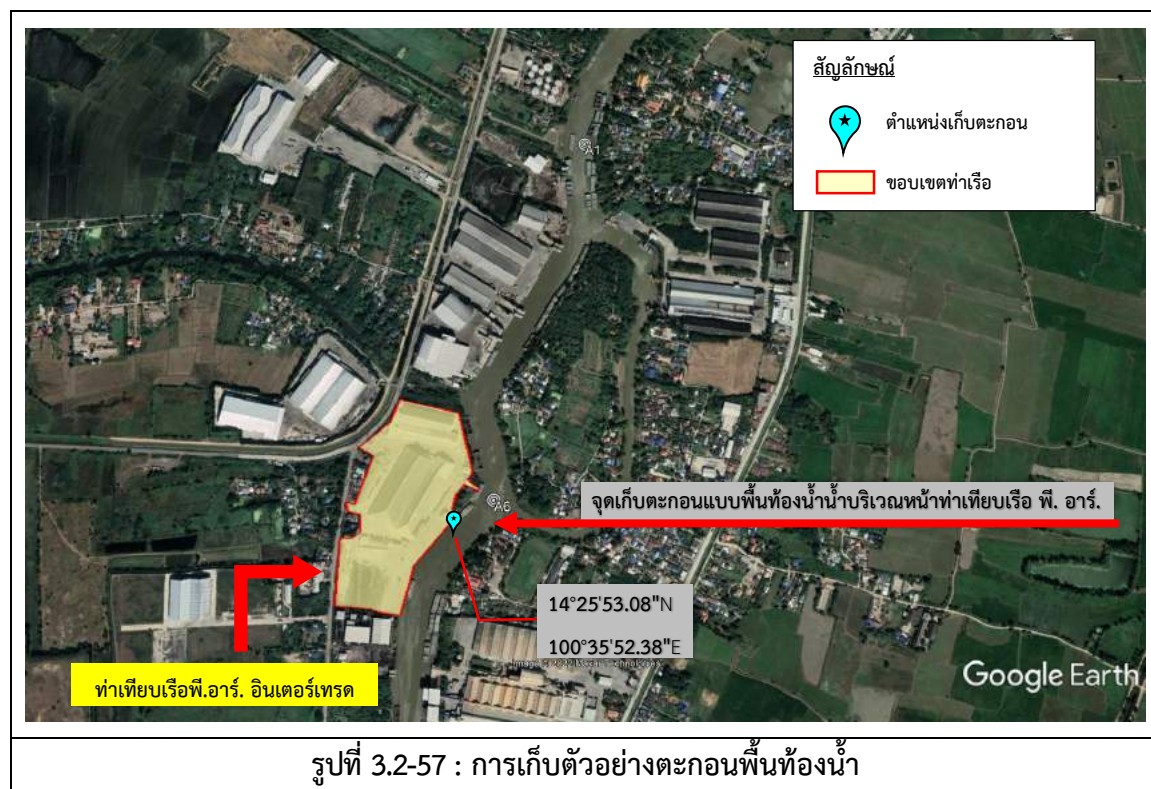 สัญลักษณ์
ตำแหน่งเก็บตะกอน
ขอบเขตท่าเรือ
A1
A6
จุดเก็บตะกอนแบบพื้นท้องน้ำน้ำบริเวณหน้าท่าเทียบเรือ พี. อาร์.
14°25'53.08"N
100°35'52.38"E
ท่าเทียบเรือพี.อาร์. อินเตอร์เทรด
Google Earth
รูปที่ 3.2-57 : การเก็บตัวอย่างตะกอนพื้นท้องน้ำ